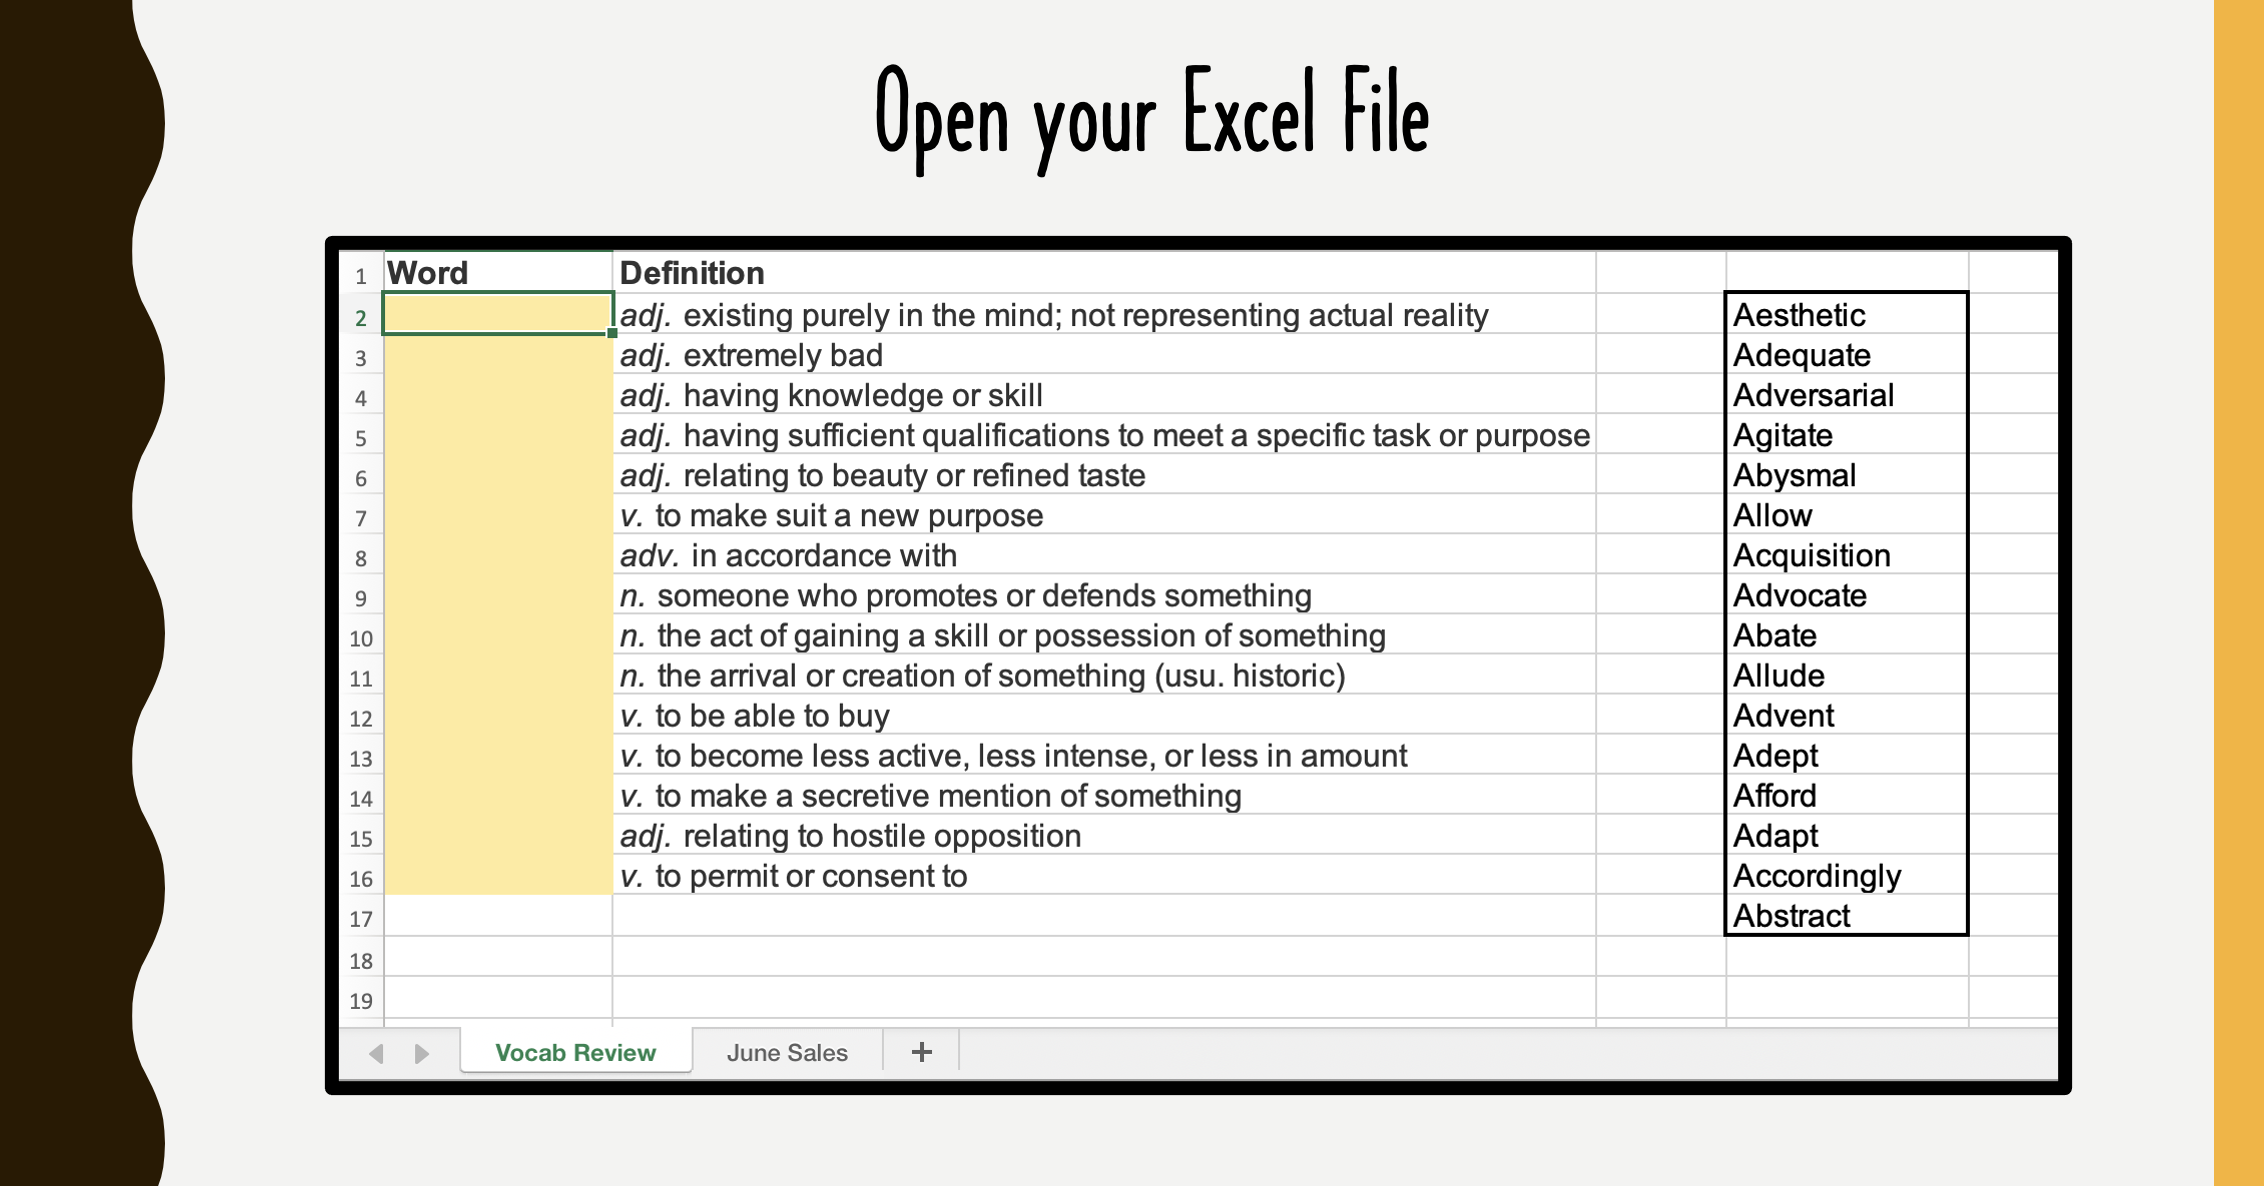 Open your Excel File
1 Word Definition
2 adj. existing purely in the mind; not representing actual reality Aesthetic
3 adj. extremely bad Adequate
4 adj. having knowledge or skill Adversarial
5 adj. having sufficient qualifications to meet a specific task or purpose Agitate
6 adj. relating to beauty or refined taste Abysmal
7 v. to make suit a new purpose Allow
8 adv. in accordance with Acquisition
9 n. someone who promotes or defends something Advocate
10 n. the act of gaining a skill or possession of something Abate
11 n. the arrival or creation of something (usu. historic) Allude
12 v. to be able to buy Advent
13 v. to become less active, less intense, or less in amount Adept
14 v. to make a secretive mention of something Afford
15 adj. relating to hostile opposition Adapt
16 v. to permit or consent to Accordingly
17 Abstract
18
19
Vocab Review June Sales +